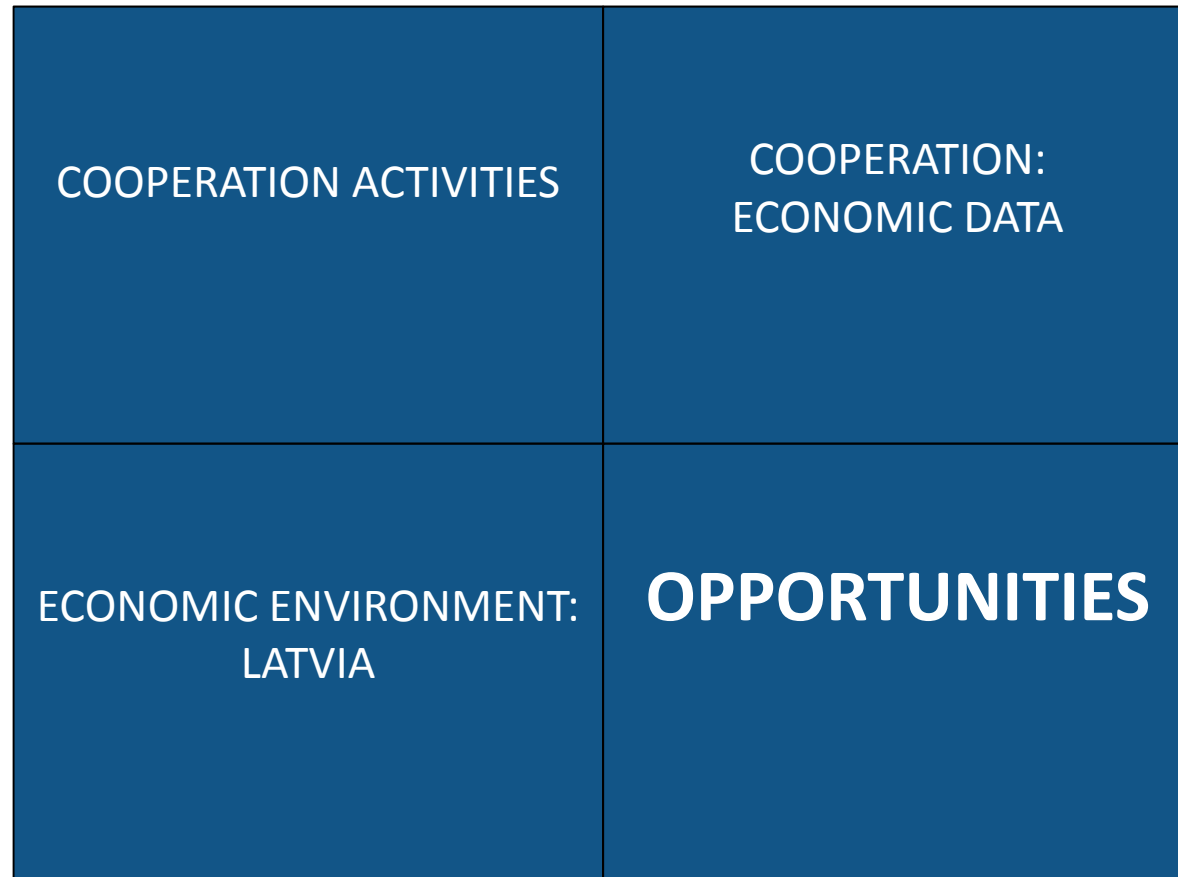 COOPERATION ACTIVITIES
COOPERATION:
ECONOMIC DATA
ECONOMIC ENVIRONMENT:
LATVIA
OPPORTUNITIES